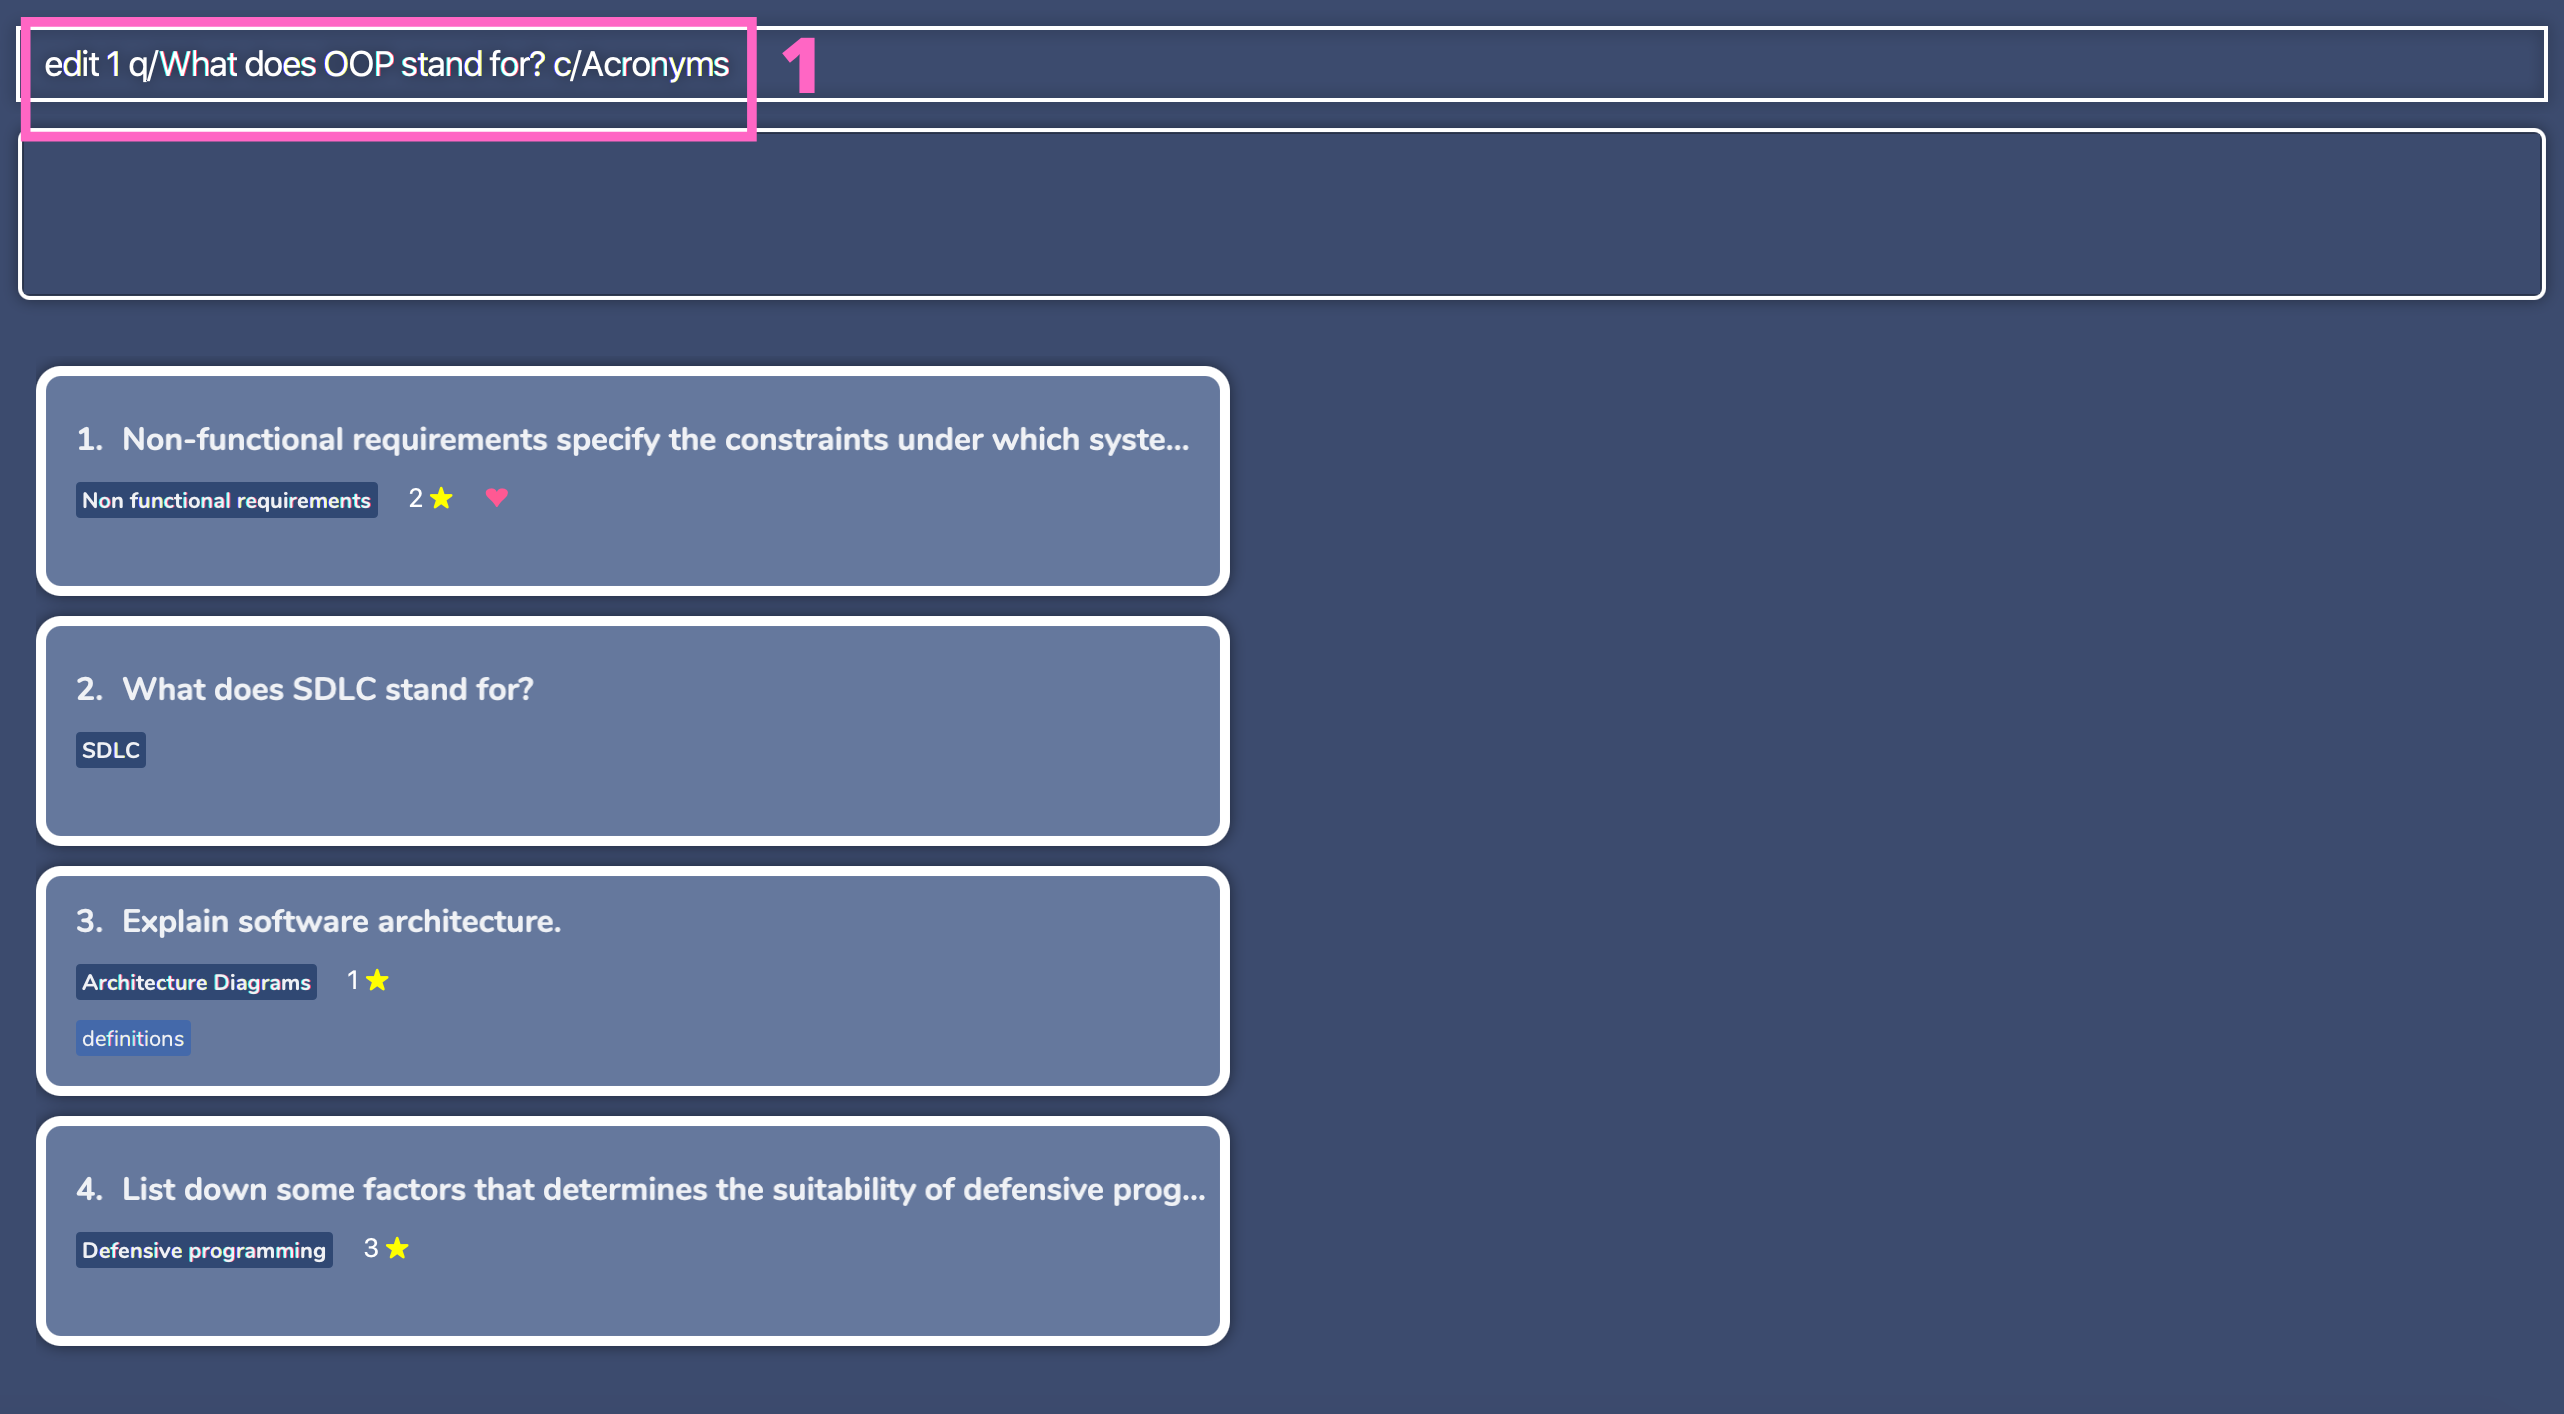 edit 1 q/What does OOP stand for? c/Acronyms
1
1. Non-functional requirements specify the constraints under which syste...
Non functional requirements 2
2. What does SDLC stand for?
SDLC
3. Explain software architecture.
Architecture Diagrams 1
definitions
4. List down some factors that determines the suitability of defensive prog...
Defensive programming 3